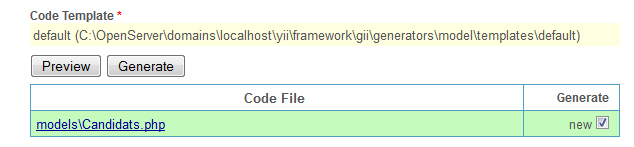 Code Template *
default (C:\OpenServer\domains\localhost\yii\framework\gii\generators\model\templates\default)
Preview Generate
Code File Generate
models\Candidats.php new